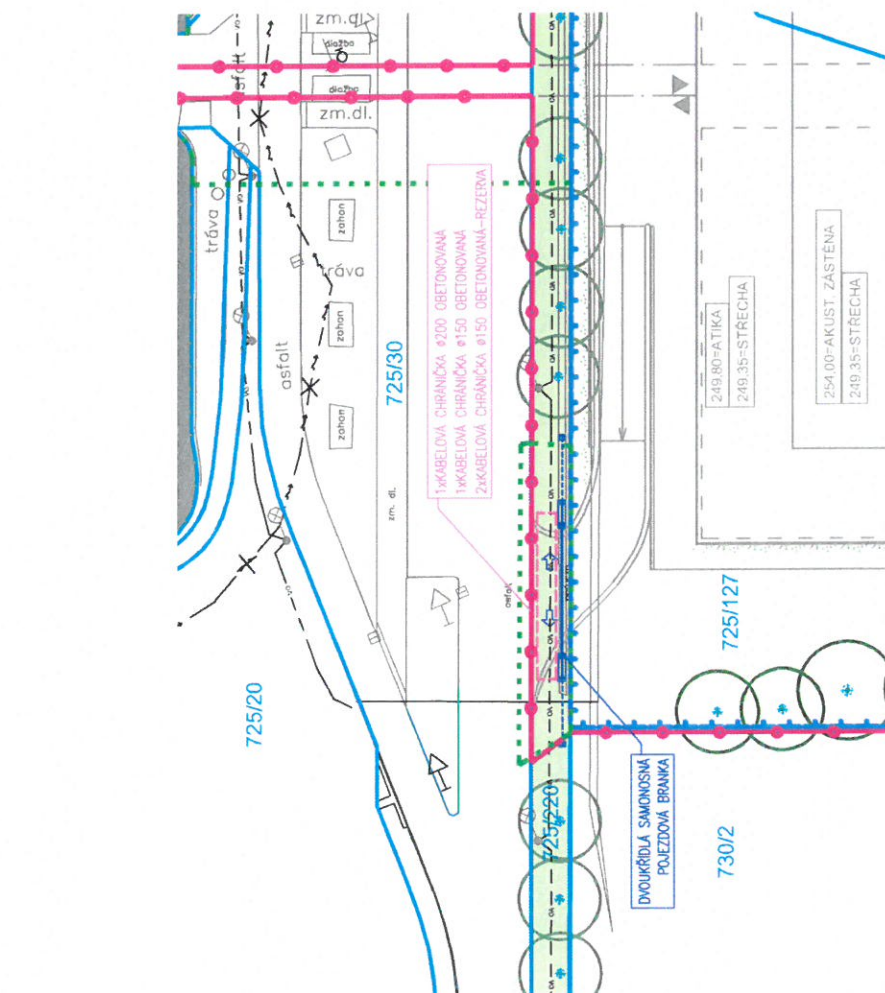 zm.dl.
dlažba
asfalt
dlažba
zm.dl.
tráva
zahon
tráva
zahon
asfalt
zahon
725/30
zm. dl.
1xKABELOVÁ CHRÁNIČKA ø200 OBETONOVANÁ
1xKABELOVÁ CHRÁNIČKA ø150 OBETONOVANÁ
2xKABELOVÁ CHRÁNIČKA ø150 OBETONOVANÁ-REZERVA
249.80=ATIKA
249.35=STŘECHA
254.00=AKUST. ZÁSTĚNA
249.35=STŘECHA
asfalt
725/127
725/20
725/220
DVOUKŘÍDLÁ SAMONOSNÁ
POJEZDOVÁ BRANKA
730/2